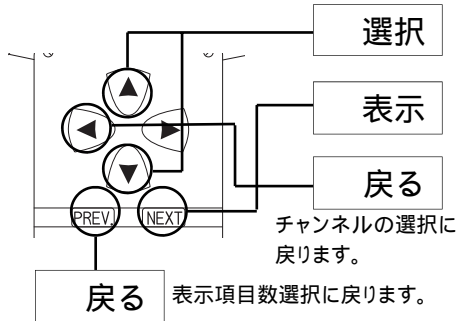 選択
表示
戻る
チャンネルの選択に
戻ります。
PREV.
NEXT
戻る
表示項目数選択に戻ります。